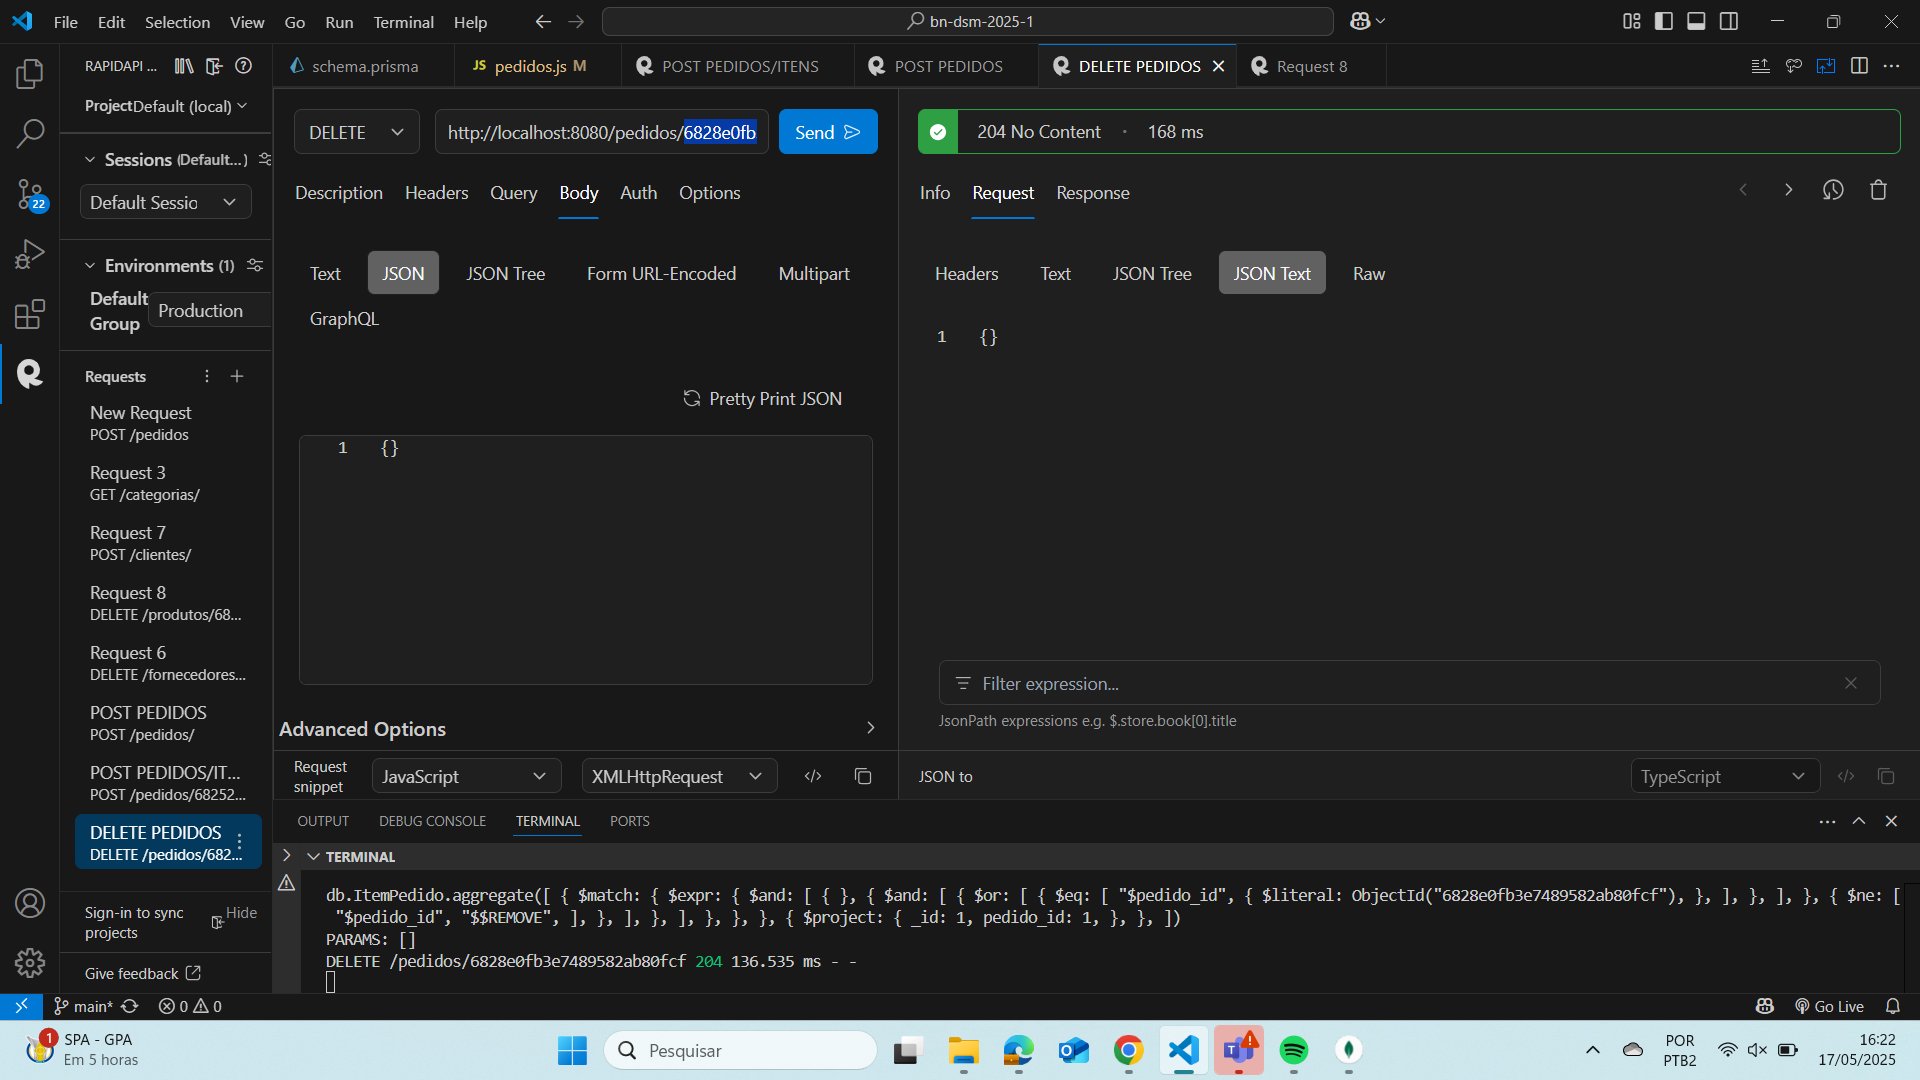 File Edit Selection View Go Run Terminal Help
bn-dsm-2025-1
RAPIDAPI ...
schema.prisma
JS pedidos.js M
POST PEDIDOS/ITENS
POST PEDIDOS
DELETE PEDIDOS
Request 8
Project Default (local)
Sessions (Default...)
Default Sessio
Environments (1)
Default Group
Production
Requests
New Request
POST /pedidos
Request 3
GET /categorias/
Request 7
POST /clientes/
Request 8
DELETE /produtos/68...
Request 6
DELETE /fornecedores...
POST PEDIDOS
POST /pedidos/
POST PEDIDOS/IT...
POST /pedidos/68252...
DELETE PEDIDOS
DELETE /pedidos/682...
Sign-in to sync projects
Hide
Give feedback
22
DELETE
http://localhost:8080/pedidos/6828e0fb
Send
Description Headers Query Body Auth Options
Text JSON JSON Tree Form URL-Encoded Multipart
GraphQL
Pretty Print JSON
1 {}
Advanced Options
Request snippet
JavaScript
XMLHttpRequest
204 No Content · 168 ms
Info Request Response
Headers Text JSON Tree JSON Text Raw
1 {}
Filter expression...
JsonPath expressions e.g. $.store.book[0].title
JSON to
TypeScript
OUTPUT DEBUG CONSOLE TERMINAL PORTS
TERMINAL
db.ItemPedido.aggregate([ { $match: { $expr: { $and: [ { }, { $and: [ { $or: [ { $eq: [ "$pedido_id", { $literal: ObjectId("6828e0fb3e7489582ab80fcf"), }, ], }, ], }, { $ne: [
"$pedido_id", "$$REMOVE", ], }, ], }, ], }, }, }, { $project: { _id: 1, pedido_id: 1, }, }, ])
PARAMS: []
DELETE /pedidos/6828e0fb3e7489582ab80fcf 204 136.535 ms - -
main* 0 0
Go Live
1
SPA - GPA
Em 5 horas
Pesquisar
POR
PTB2
16:22
17/05/2025